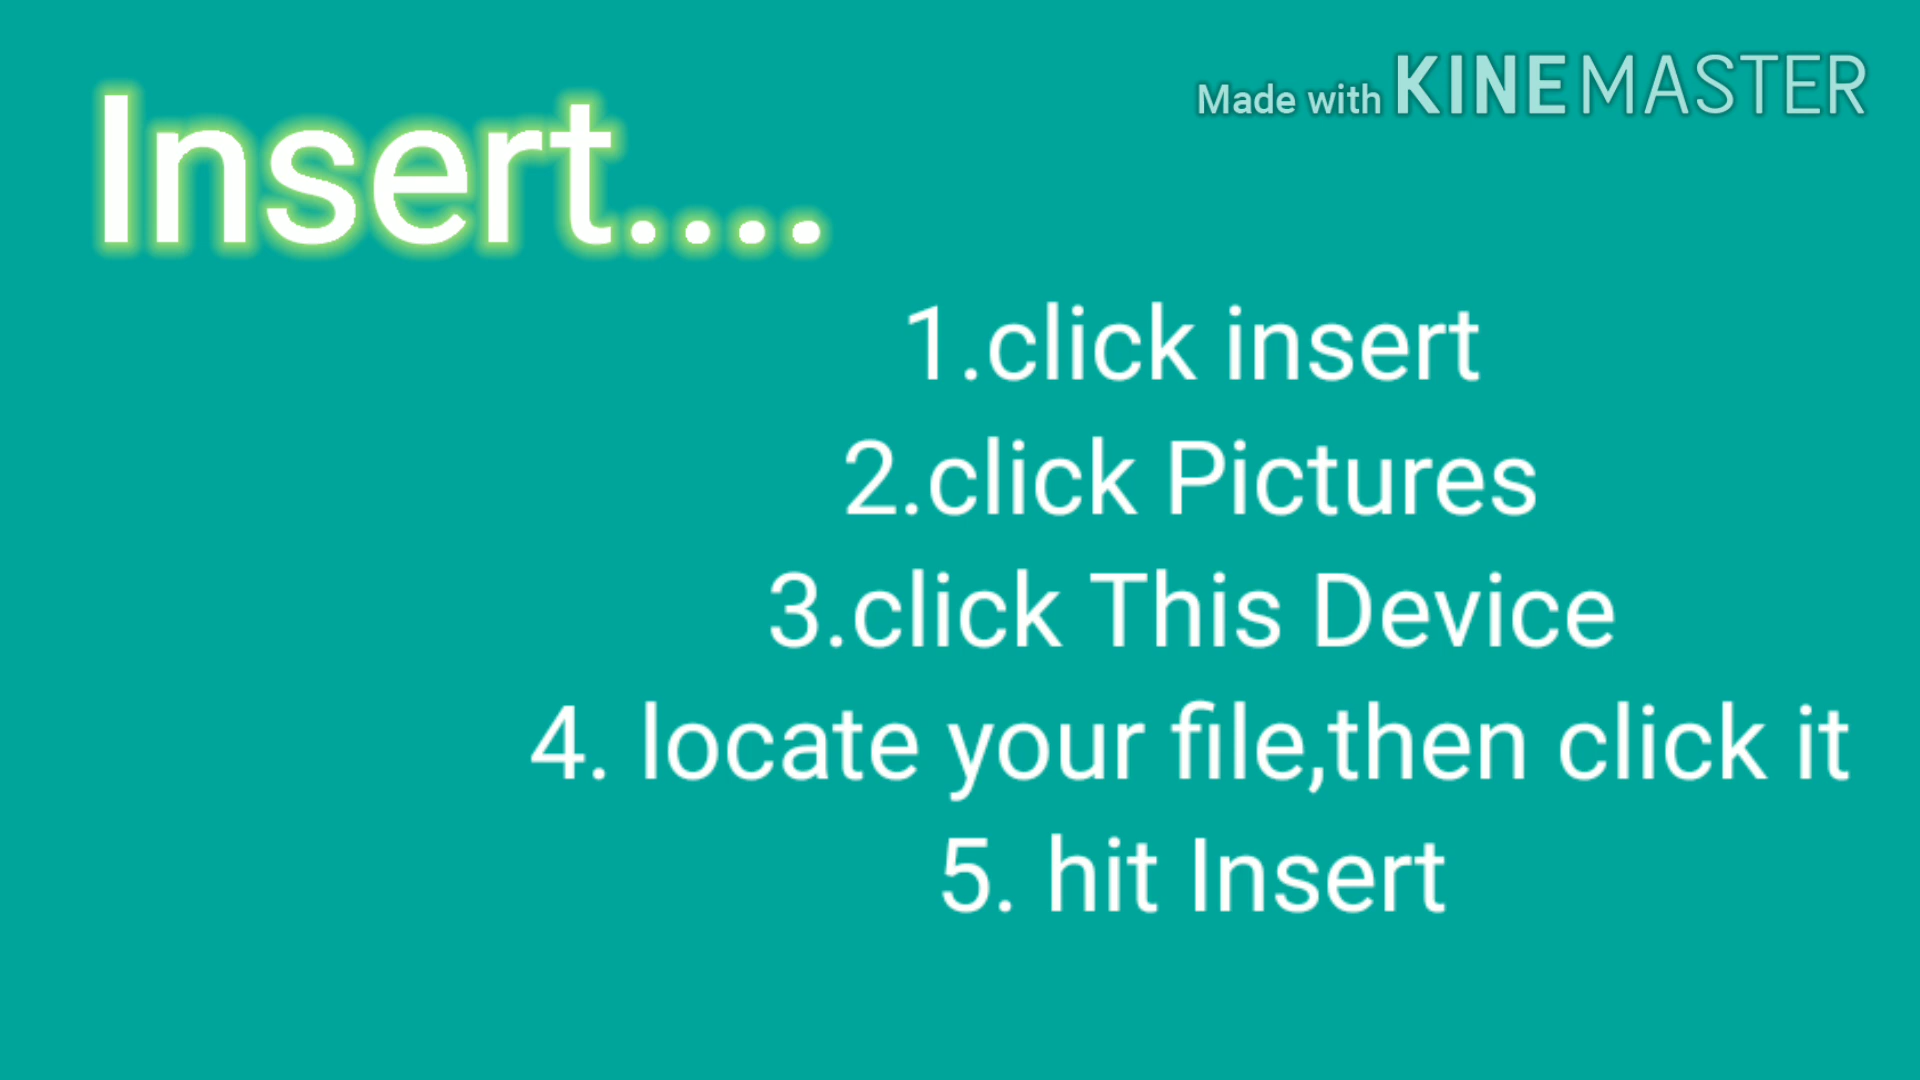 Made with KINEMASTER
Insert....
1.click insert
2.click Pictures
3.click This Device
4. locate your file,then click it
5. hit Insert